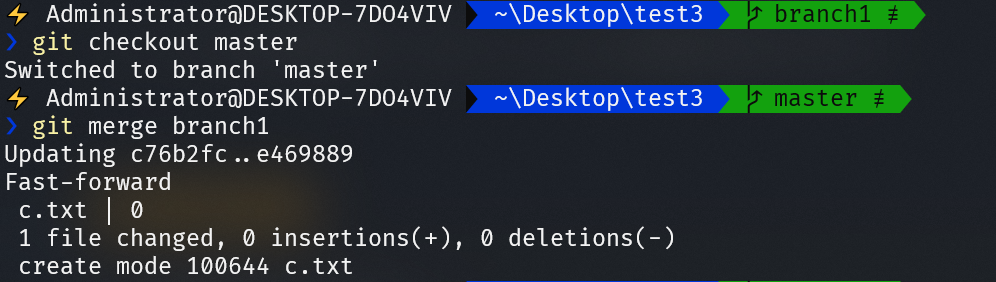 ⚡ Administrator@DESKTOP-7DO4VIV ~\Desktop\test3 branch1 ≢
❯ git checkout master
Switched to branch 'master'
⚡ Administrator@DESKTOP-7DO4VIV ~\Desktop\test3 master ≢
❯ git merge branch1
Updating c76b2fc..e469889
Fast-forward
c.txt | 0
1 file changed, 0 insertions(+), 0 deletions(-)
create mode 100644 c.txt